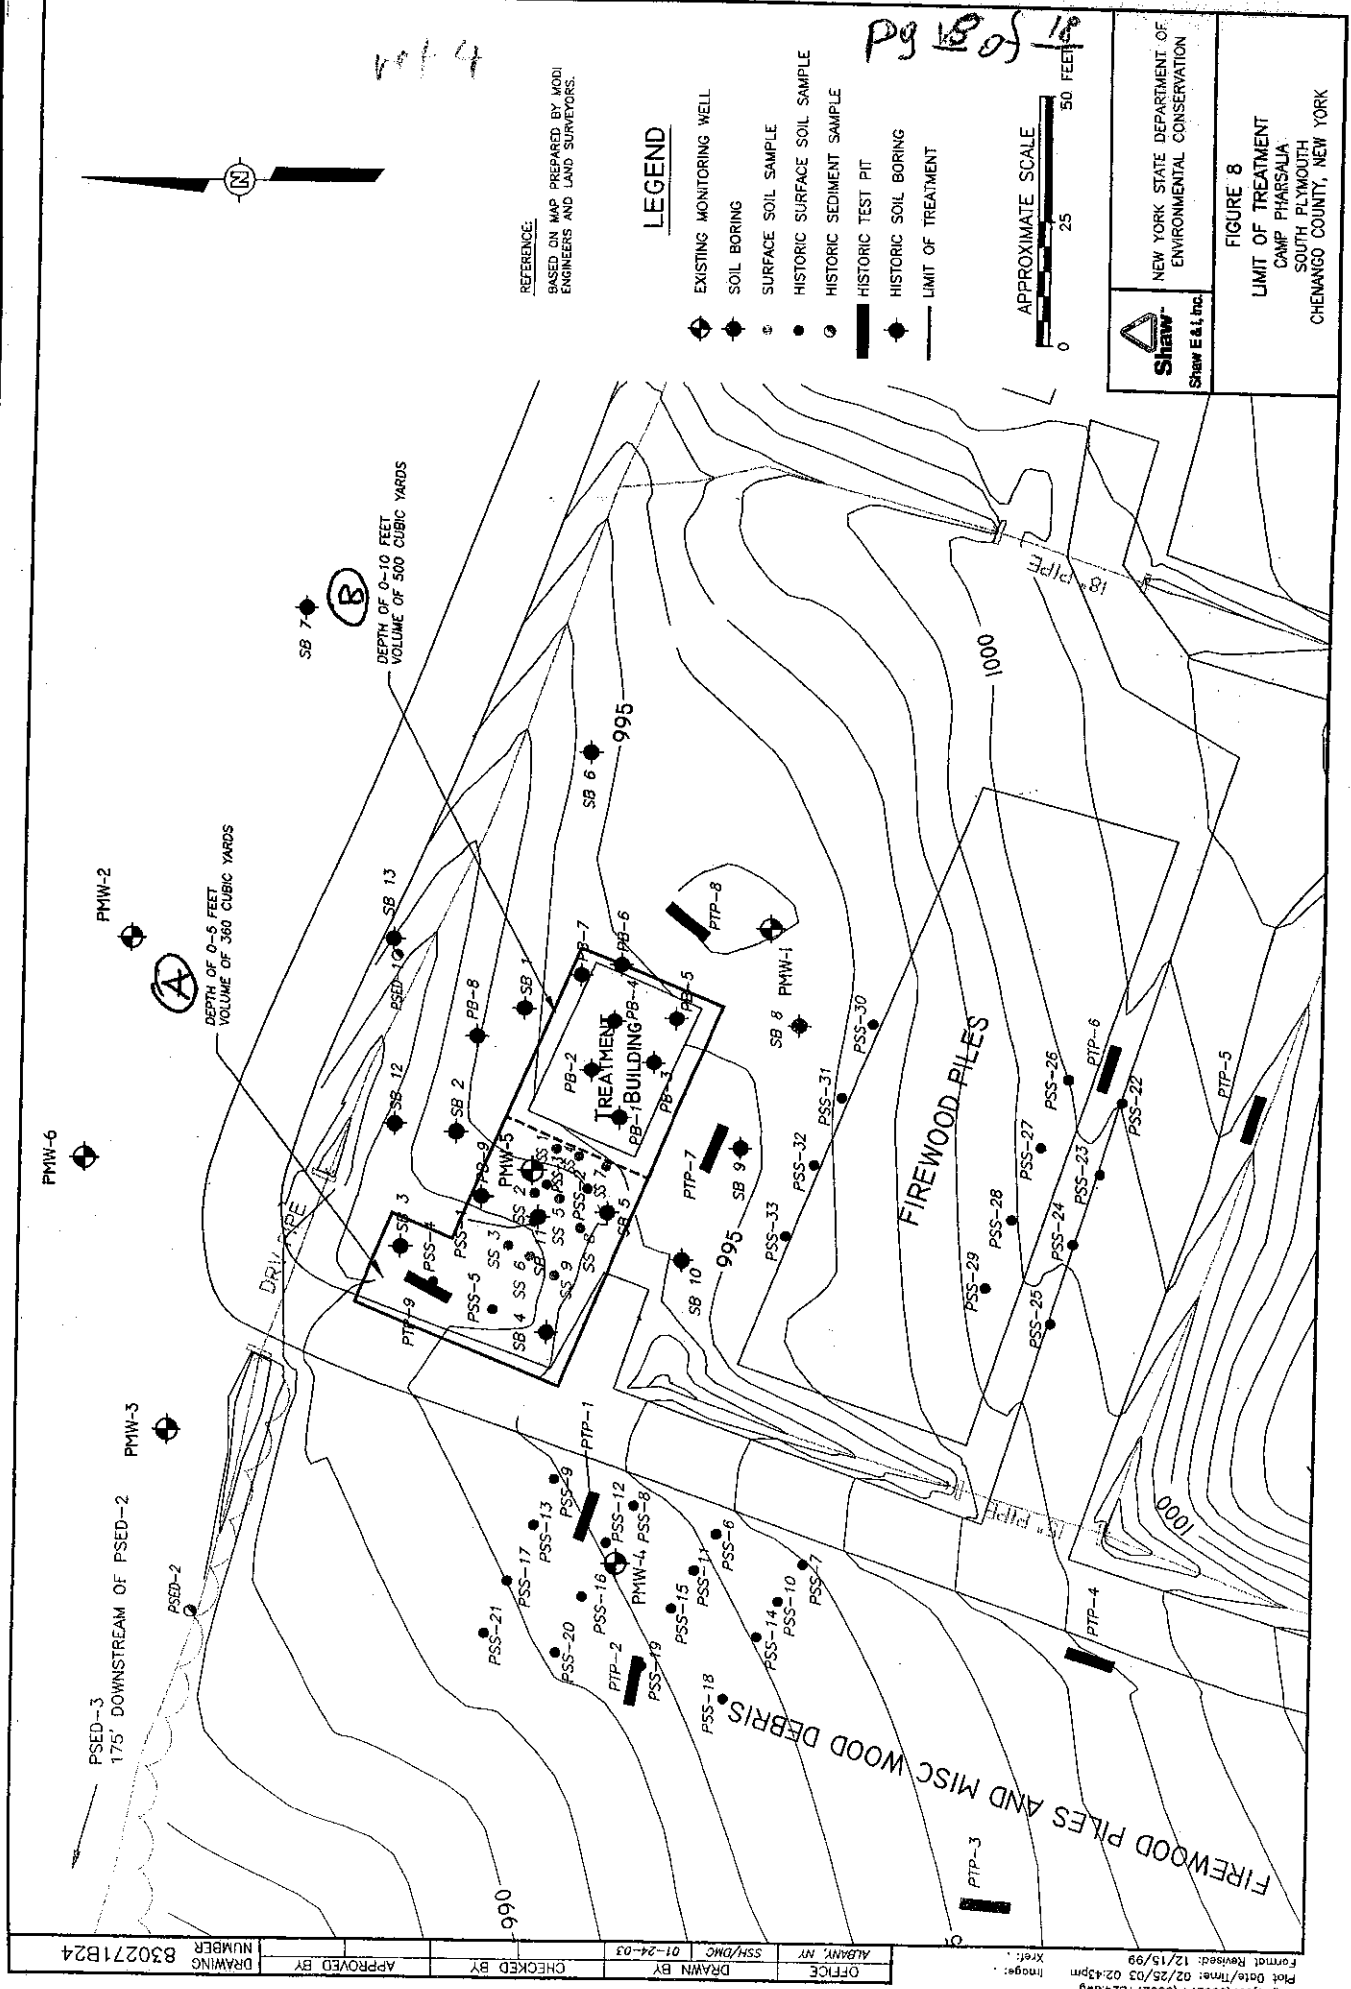 pg 18 of 18
REFERENCE:
BASED ON MAP PREPARED BY MODI
ENGINEERS AND LAND SURVEYORS.
LEGEND
EXISTING MONITORING WELL
SOIL BORING
SURFACE SOIL SAMPLE
HISTORIC SURFACE SOIL SAMPLE
HISTORIC SEDIMENT SAMPLE
HISTORIC TEST PIT
HISTORIC SOIL BORING
LIMIT OF TREATMENT
APPROXIMATE SCALE
0 25 50 FEET
Shaw
Shaw E & I, Inc.
NEW YORK STATE DEPARTMENT OF
ENVIRONMENTAL CONSERVATION
FIGURE 8
LIMIT OF TREATMENT
CAMP PHARSALIA
SOUTH PLYMOUTH
CHENANGO COUNTY, NEW YORK
A
DEPTH OF 0-5 FEET
VOLUME OF 360 CUBIC YARDS
B
DEPTH OF 0-10 FEET
VOLUME OF 500 CUBIC YARDS
PSED-3
175' DOWNSTREAM OF PSED-2
PSED-2
PMW-3
PMW-6
PMW-2
SB 7
DRIVE PIPE
SB 12
PSED 1
SB 13
SB 3
SB 2
PB-8
SB 1
SB 6
995
PTP-9
PSS-4
PSS-1
PB-9
PMW-5
PSS-5
SS 3
SS 2
SS 1
SB 4
SS 6
SB 11
SS 5
PSS-3
SS 4
SS 9
SS 8
PSS-2
SS 7
SB 5
TREATMENT
BUILDING
PB-1
PB-2
PB-3
PB-4
PB-5
PB-6
PB-7
PTP-8
PMW-1
SB 8
PTP-7
SB 9
SB 10
995
PSS-33
PSS-32
PSS-31
PSS-30
FIREWOOD PILES
PSS-29
PSS-28
PSS-27
PSS-26
PSS-25
PSS-24
PSS-23
PSS-22
PTP-6
PTP-5
1000
18" PIPE
PSS-21
PSS-17
PSS-13
PSS-9
PTP-1
PSS-20
PSS-16
PSS-12
PSS-8
PMW-4
PTP-2
PSS-19
PSS-15
PSS-11
PSS-6
PSS-18
PSS-14
PSS-10
PSS-7
PTP-4
PTP-3
1000
990
FIREWOOD PILES AND MISC WOOD DEBRIS
OFFICE
ALBANY, NY
DRAWN BY
SSH/DMC
01-24-03
CHECKED BY
APPROVED BY
DRAWING
NUMBER
830271B24
Image:
Xref:
Plot Date/Time: 02/25/03 02:43pm
Format Revised: 12/15/99